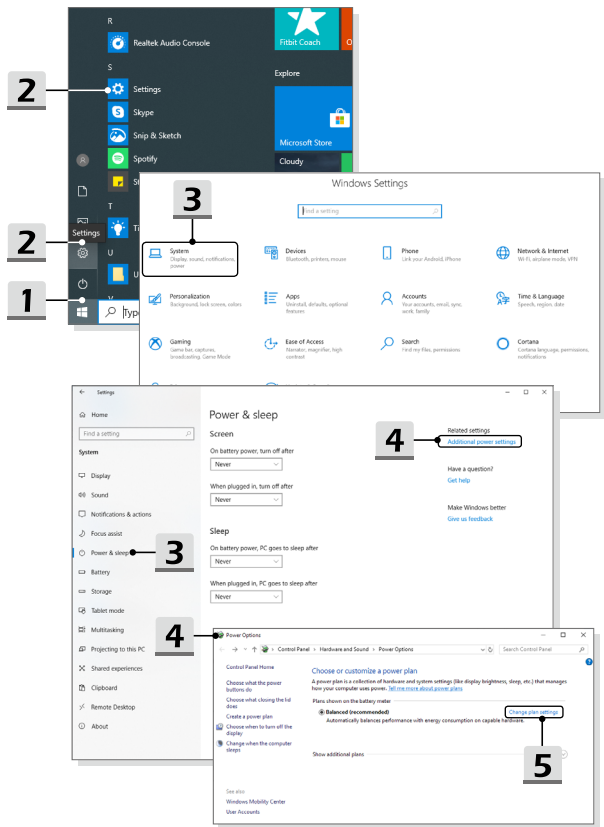 R
Realtek Audio Console
S
Settings
Skype
Snip & Sketch
Spotify
T
U
Settings
Type
Fitbit Coach
Explore
Microsoft Store
Cloudy
2
2
1
Windows Settings
3
Find a setting
System
Display, sound, notifications,
power
Devices
Bluetooth, printers, mouse
Phone
Link your Android, iPhone
Network & Internet
Wi-Fi, airplane mode, VPN
Personalization
Background, lock screen, colors
Apps
Uninstall, defaults, optional
features
Accounts
Your accounts, email, sync,
work, family
Time & Language
Speech, region, date
Gaming
Game bar, captures,
broadcasting, Game Mode
Ease of Access
Narrator, magnifier, high
contrast
Search
Find my files, permissions
Cortana
Cortana language, permissions,
notifications
Settings
Home
Find a setting
System
Display
Sound
Notifications & actions
Focus assist
Power & sleep
3
Battery
Storage
Tablet mode
Multitasking
Projecting to this PC
Shared experiences
Clipboard
Remote Desktop
About
Power & sleep
Screen
On battery power, turn off after
Never
When plugged in, turn off after
Never
Sleep
On battery power, PC goes to sleep after
Never
When plugged in, PC goes to sleep after
Never
4
Related settings
Additional power settings
Have a question?
Get help
Make Windows better
Give us feedback
4
Power Options
Control Panel › Hardware and Sound › Power Options
Search Control Panel
Control Panel Home
Choose what the power
buttons do
Choose what closing the lid
does
Create a power plan
Choose when to turn off the
display
Change when the computer
sleeps
See also
Windows Mobility Center
User Accounts
Choose or customize a power plan
A power plan is a collection of hardware and system settings (like display brightness, sleep, etc.) that manages
how your computer uses power. Tell me more about power plans
Plans shown on the battery meter
Balanced (recommended)
Change plan settings
Automatically balances performance with energy consumption on capable hardware.
Show additional plans
5